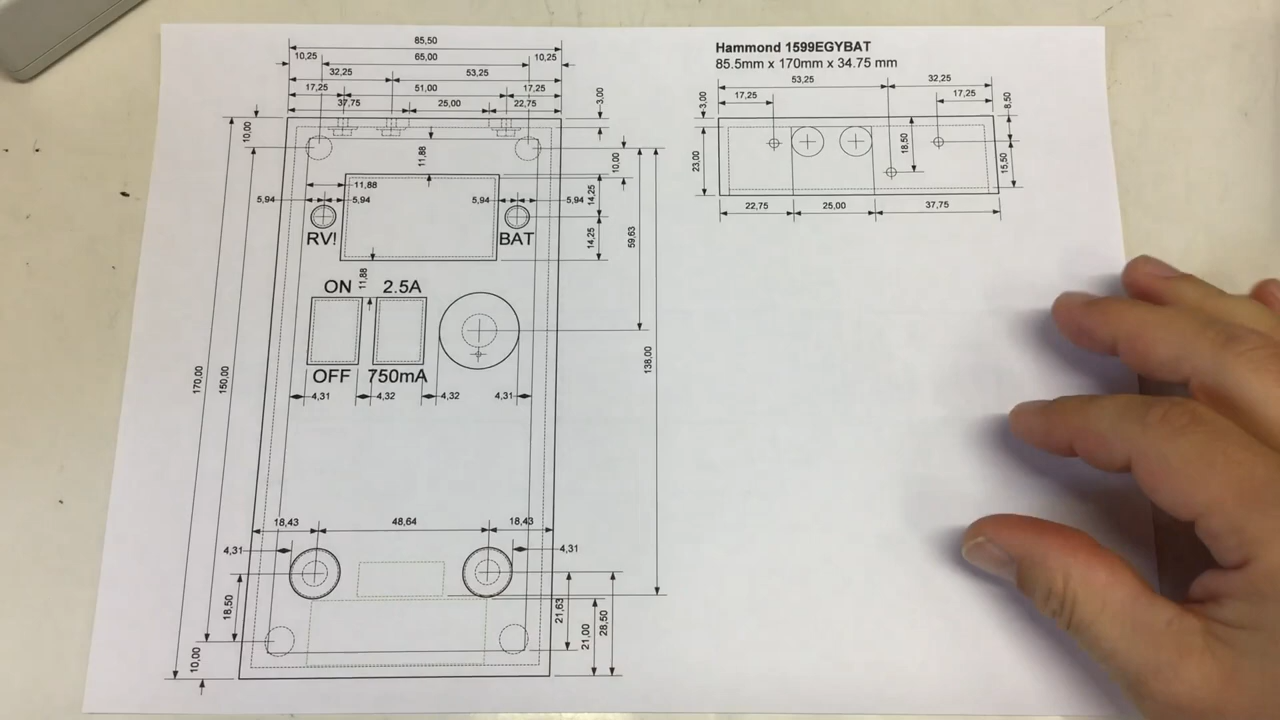 85,50
10,25 65,00 10,25
32,25 53,25
17,25 51,00 17,25
37,75 25,00 22,75
3,00
10,00
11,88
10,00
11,88
5,94 5,94 5,94 5,94
14,25
RV! BAT
14,25
59,63
11,88
ON 2.5A
OFF 750mA
4,31 4,32 4,32 4,31
170,00
150,00
138,00
18,43 48,64 18,43
4,31 4,31
18,50
21,63
21,00
28,50
10,00
Hammond 1599EGYBAT
85.5mm x 170mm x 34.75 mm
53,25 32,25
3,00 17,25 17,25 8,50
18,50
23,00 15,50
22,75 25,00 37,75